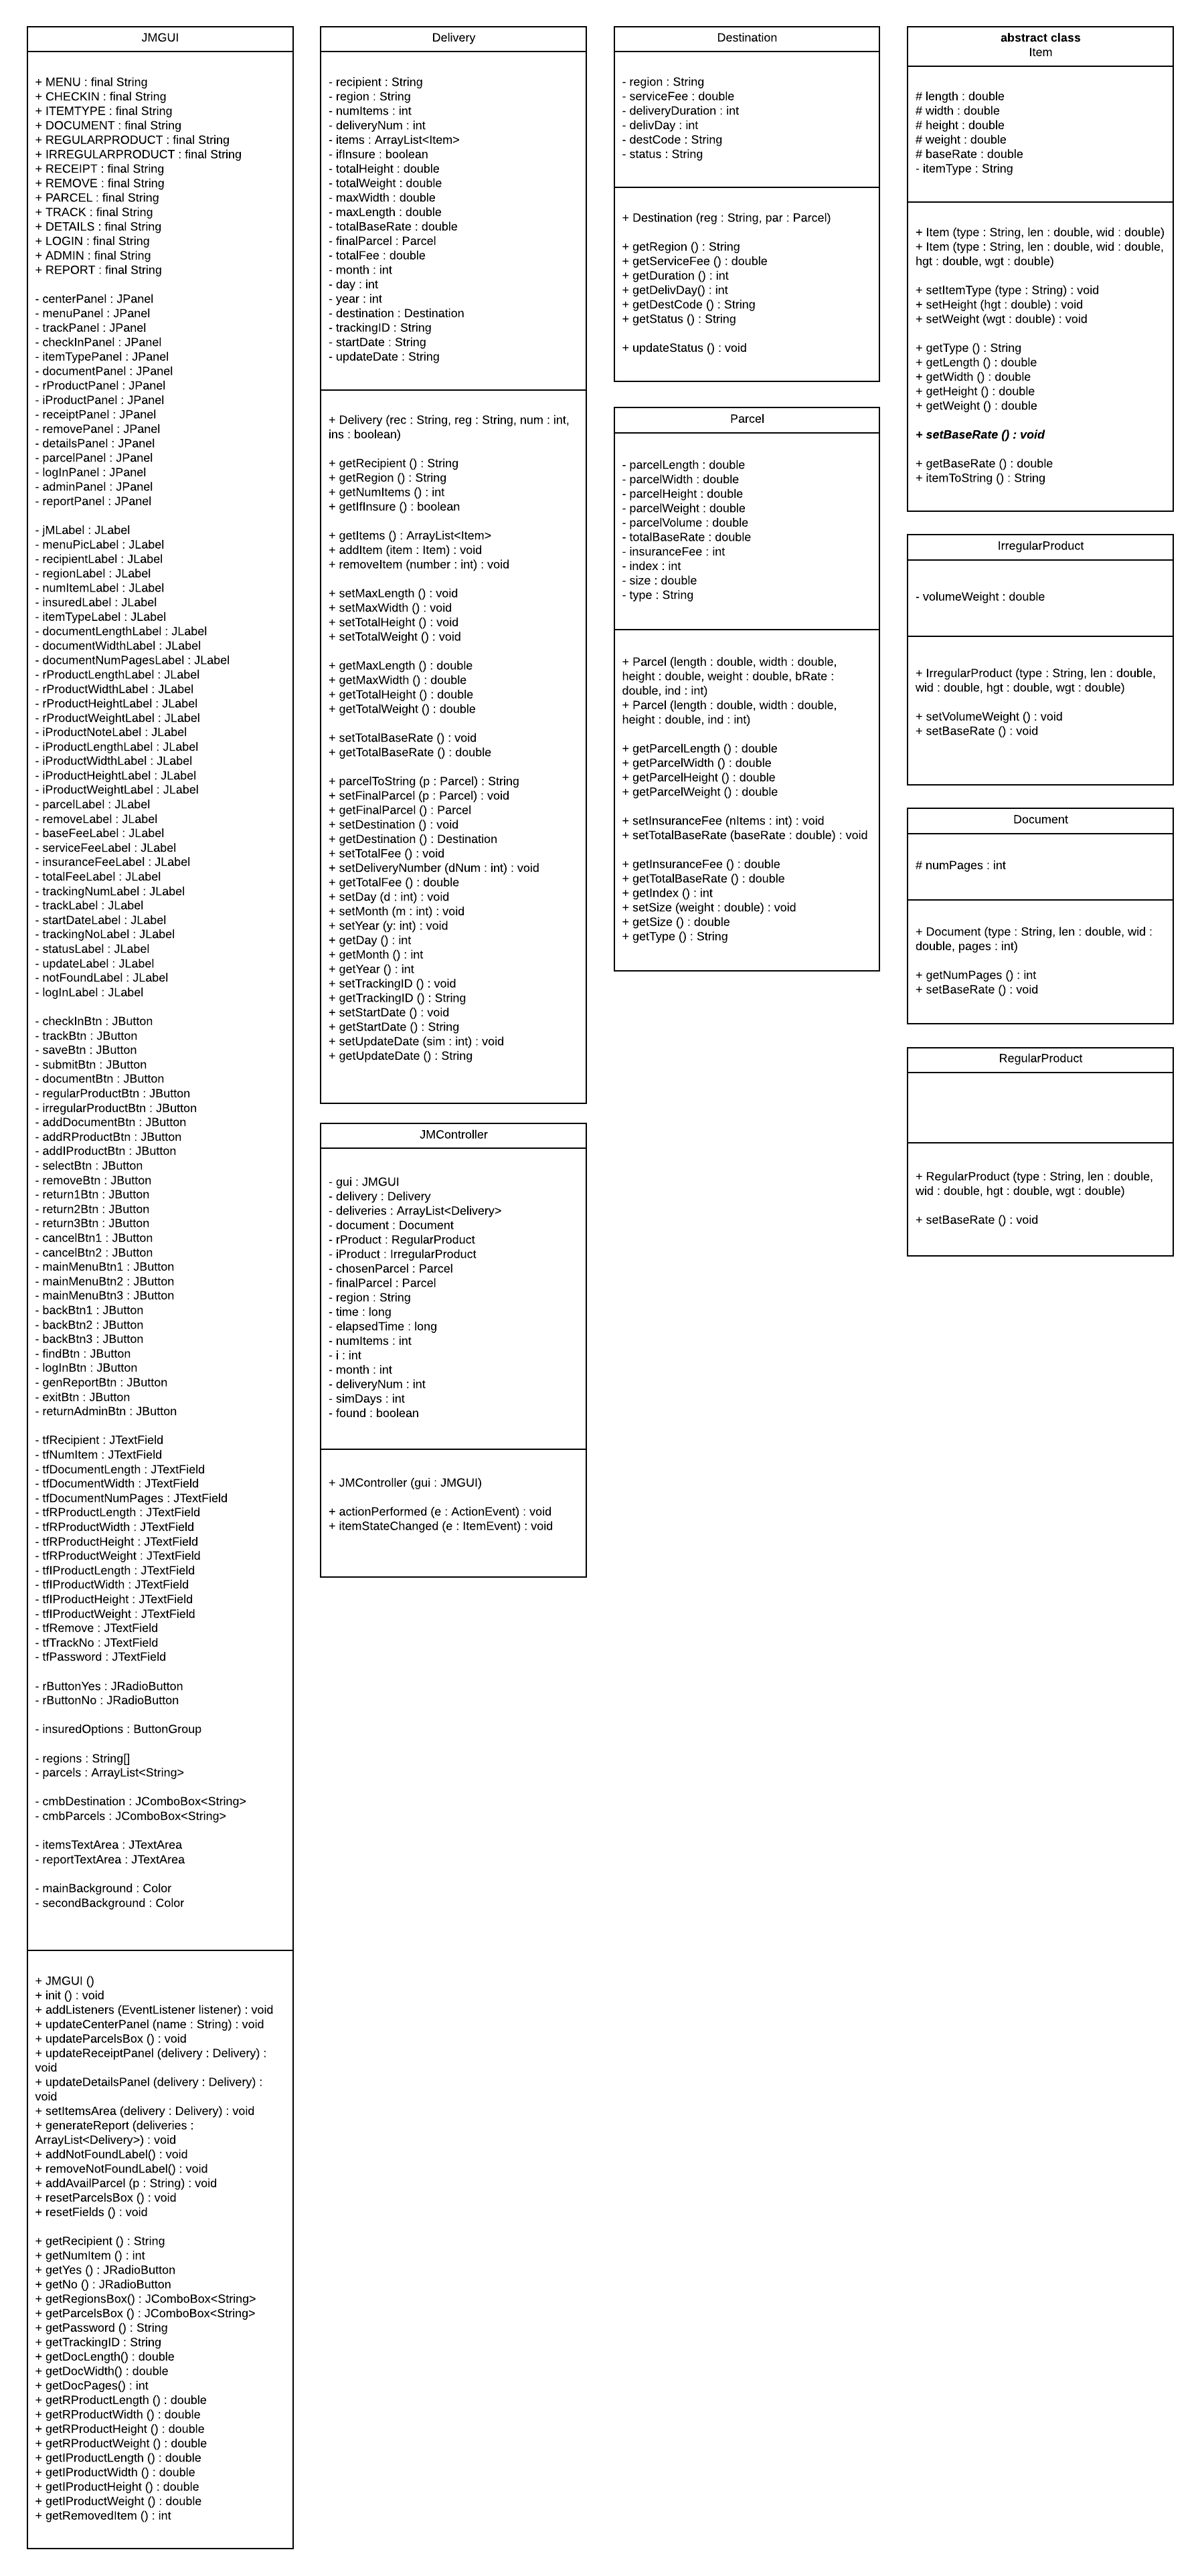 JMGUI
+ MENU : final String
+ CHECKIN : final String
+ ITEMTYPE : final String
+ DOCUMENT : final String
+ REGULARPRODUCT : final String
+ IRREGULARPRODUCT : final String
+ RECEIPT : final String
+ REMOVE : final String
+ PARCEL : final String
+ TRACK : final String
+ DETAILS : final String
+ LOGIN : final String
+ ADMIN : final String
+ REPORT : final String
- centerPanel : JPanel
- menuPanel : JPanel
- trackPanel : JPanel
- checkInPanel : JPanel
- itemTypePanel : JPanel
- documentPanel : JPanel
- rProductPanel : JPanel
- iProductPanel : JPanel
- receiptPanel : JPanel
- removePanel : JPanel
- detailsPanel : JPanel
- parcelPanel : JPanel
- logInPanel : JPanel
- adminPanel : JPanel
- reportPanel : JPanel
- jMLabel : JLabel
- menuPicLabel : JLabel
- recipientLabel : JLabel
- regionLabel : JLabel
- numItemLabel : JLabel
- insuredLabel : JLabel
- itemTypeLabel : JLabel
- documentLengthLabel : JLabel
- documentWidthLabel : JLabel
- documentNumPagesLabel : JLabel
- rProductLengthLabel : JLabel
- rProductWidthLabel : JLabel
- rProductHeightLabel : JLabel
- rProductWeightLabel : JLabel
- iProductNoteLabel : JLabel
- iProductLengthLabel : JLabel
- iProductWidthLabel : JLabel
- iProductHeightLabel : JLabel
- iProductWeightLabel : JLabel
- parcelLabel : JLabel
- removeLabel : JLabel
- baseFeeLabel : JLabel
- serviceFeeLabel : JLabel
- insuranceFeeLabel : JLabel
- totalFeeLabel : JLabel
- trackingNumLabel : JLabel
- trackLabel : JLabel
- startDateLabel : JLabel
- trackingNoLabel : JLabel
- statusLabel : JLabel
- updateLabel : JLabel
- notFoundLabel : JLabel
- logInLabel : JLabel
- checkInBtn : JButton
- trackBtn : JButton
- saveBtn : JButton
- submitBtn : JButton
- documentBtn : JButton
- regularProductBtn : JButton
- irregularProductBtn : JButton
- addDocumentBtn : JButton
- addRProductBtn : JButton
- addIProductBtn : JButton
- selectBtn : JButton
- removeBtn : JButton
- return1Btn : JButton
- return2Btn : JButton
- return3Btn : JButton
- cancelBtn1 : JButton
- cancelBtn2 : JButton
- mainMenuBtn1 : JButton
- mainMenuBtn2 : JButton
- mainMenuBtn3 : JButton
- backBtn1 : JButton
- backBtn2 : JButton
- backBtn3 : JButton
- findBtn : JButton
- logInBtn : JButton
- genReportBtn : JButton
- exitBtn : JButton
- returnAdminBtn : JButton
- tfRecipient : JTextField
- tfNumItem : JTextField
- tfDocumentLength : JTextField
- tfDocumentWidth : JTextField
- tfDocumentNumPages : JTextField
- tfRProductLength : JTextField
- tfRProductWidth : JTextField
- tfRProductHeight : JTextField
- tfRProductWeight : JTextField
- tfIProductLength : JTextField
- tfIProductWidth : JTextField
- tfIProductHeight : JTextField
- tfIProductWeight : JTextField
- tfRemove : JTextField
- tfTrackNo : JTextField
- tfPassword : JTextField
- rButtonYes : JRadioButton
- rButtonNo : JRadioButton
- insuredOptions : ButtonGroup
- regions : String[]
- parcels : ArrayList<String>
- cmbDestination : JComboBox<String>
- cmbParcels : JComboBox<String>
- itemsTextArea : JTextArea
- reportTextArea : JTextArea
- mainBackground : Color
- secondBackground : Color
+ JMGUI ()
+ init () : void
+ addListeners (EventListener listener) : void
+ updateCenterPanel (name : String) : void
+ updateParcelsBox () : void
+ updateReceiptPanel (delivery : Delivery) :
void
+ updateDetailsPanel (delivery : Delivery) :
void
+ setItemsArea (delivery : Delivery) : void
+ generateReport (deliveries :
ArrayList<Delivery>) : void
+ addNotFoundLabel() : void
+ removeNotFoundLabel() : void
+ addAvailParcel (p : String) : void
+ resetParcelsBox () : void
+ resetFields () : void
+ getRecipient () : String
+ getNumItem () : int
+ getYes () : JRadioButton
+ getNo () : JRadioButton
+ getRegionsBox() : JComboBox<String>
+ getParcelsBox () : JComboBox<String>
+ getPassword () : String
+ getTrackingID : String
+ getDocLength() : double
+ getDocWidth() : double
+ getDocPages() : int
+ getRProductLength () : double
+ getRProductWidth () : double
+ getRProductHeight () : double
+ getRProductWeight () : double
+ getIProductLength () : double
+ getIProductWidth () : double
+ getIProductHeight () : double
+ getIProductWeight () : double
+ getRemovedItem () : int
Delivery
- recipient : String
- region : String
- numItems : int
- deliveryNum : int
- items : ArrayList<Item>
- ifInsure : boolean
- totalHeight : double
- totalWeight : double
- maxWidth : double
- maxLength : double
- totalBaseRate : double
- finalParcel : Parcel
- totalFee : double
- month : int
- day : int
- year : int
- destination : Destination
- trackingID : String
- startDate : String
- updateDate : String
+ Delivery (rec : String, reg : String, num : int,
ins : boolean)
+ getRecipient () : String
+ getRegion () : String
+ getNumItems () : int
+ getIfInsure () : boolean
+ getItems () : ArrayList<Item>
+ addItem (item : Item) : void
+ removeItem (number : int) : void
+ setMaxLength () : void
+ setMaxWidth () : void
+ setTotalHeight () : void
+ setTotalWeight () : void
+ getMaxLength () : double
+ getMaxWidth () : double
+ getTotalHeight () : double
+ getTotalWeight () : double
+ setTotalBaseRate () : void
+ getTotalBaseRate () : double
+ parcelToString (p : Parcel) : String
+ setFinalParcel (p : Parcel) : void
+ getFinalParcel () : Parcel
+ setDestination () : void
+ getDestination () : Destination
+ setTotalFee () : void
+ setDeliveryNumber (dNum : int) : void
+ getTotalFee () : double
+ setDay (d : int) : void
+ setMonth (m : int) : void
+ setYear (y: int) : void
+ getDay () : int
+ getMonth () : int
+ getYear () : int
+ setTrackingID () : void
+ getTrackingID () : String
+ setStartDate () : void
+ getStartDate () : String
+ setUpdateDate (sim : int) : void
+ getUpdateDate () : String
JMController
- gui : JMGUI
- delivery : Delivery
- deliveries : ArrayList<Delivery>
- document : Document
- rProduct : RegularProduct
- iProduct : IrregularProduct
- chosenParcel : Parcel
- finalParcel : Parcel
- region : String
- time : long
- elapsedTime : long
- numItems : int
- i : int
- month : int
- deliveryNum : int
- simDays : int
- found : boolean
+ JMController (gui : JMGUI)
+ actionPerformed (e : ActionEvent) : void
+ itemStateChanged (e : ItemEvent) : void
Destination
- region : String
- serviceFee : double
- deliveryDuration : int
- delivDay : int
- destCode : String
- status : String
+ Destination (reg : String, par : Parcel)
+ getRegion () : String
+ getServiceFee () : double
+ getDuration () : int
+ getDelivDay() : int
+ getDestCode () : String
+ getStatus () : String
+ updateStatus () : void
Parcel
- parcelLength : double
- parcelWidth : double
- parcelHeight : double
- parcelWeight : double
- parcelVolume : double
- totalBaseRate : double
- insuranceFee : int
- index : int
- size : double
- type : String
+ Parcel (length : double, width : double,
height : double, weight : double, bRate :
double, ind : int)
+ Parcel (length : double, width : double,
height : double, ind : int)
+ getParcelLength () : double
+ getParcelWidth () : double
+ getParcelHeight () : double
+ getParcelWeight () : double
+ setInsuranceFee (nItems : int) : void
+ setTotalBaseRate (baseRate : double) : void
+ getInsuranceFee () : double
+ getTotalBaseRate () : double
+ getIndex () : int
+ setSize (weight : double) : void
+ getSize () : double
+ getType () : String
abstract class
Item
# length : double
# width : double
# height : double
# weight : double
# baseRate : double
- itemType : String
+ Item (type : String, len : double, wid : double)
+ Item (type : String, len : double, wid : double,
hgt : double, wgt : double)
+ setItemType (type : String) : void
+ setHeight (hgt : double) : void
+ setWeight (wgt : double) : void
+ getType () : String
+ getLength () : double
+ getWidth () : double
+ getHeight () : double
+ getWeight () : double
+ setBaseRate () : void
+ getBaseRate () : double
+ itemToString () : String
IrregularProduct
- volumeWeight : double
+ IrregularProduct (type : String, len : double,
wid : double, hgt : double, wgt : double)
+ setVolumeWeight () : void
+ setBaseRate () : void
Document
# numPages : int
+ Document (type : String, len : double, wid :
double, pages : int)
+ getNumPages () : int
+ setBaseRate () : void
RegularProduct
+ RegularProduct (type : String, len : double,
wid : double, hgt : double, wgt : double)
+ setBaseRate () : void